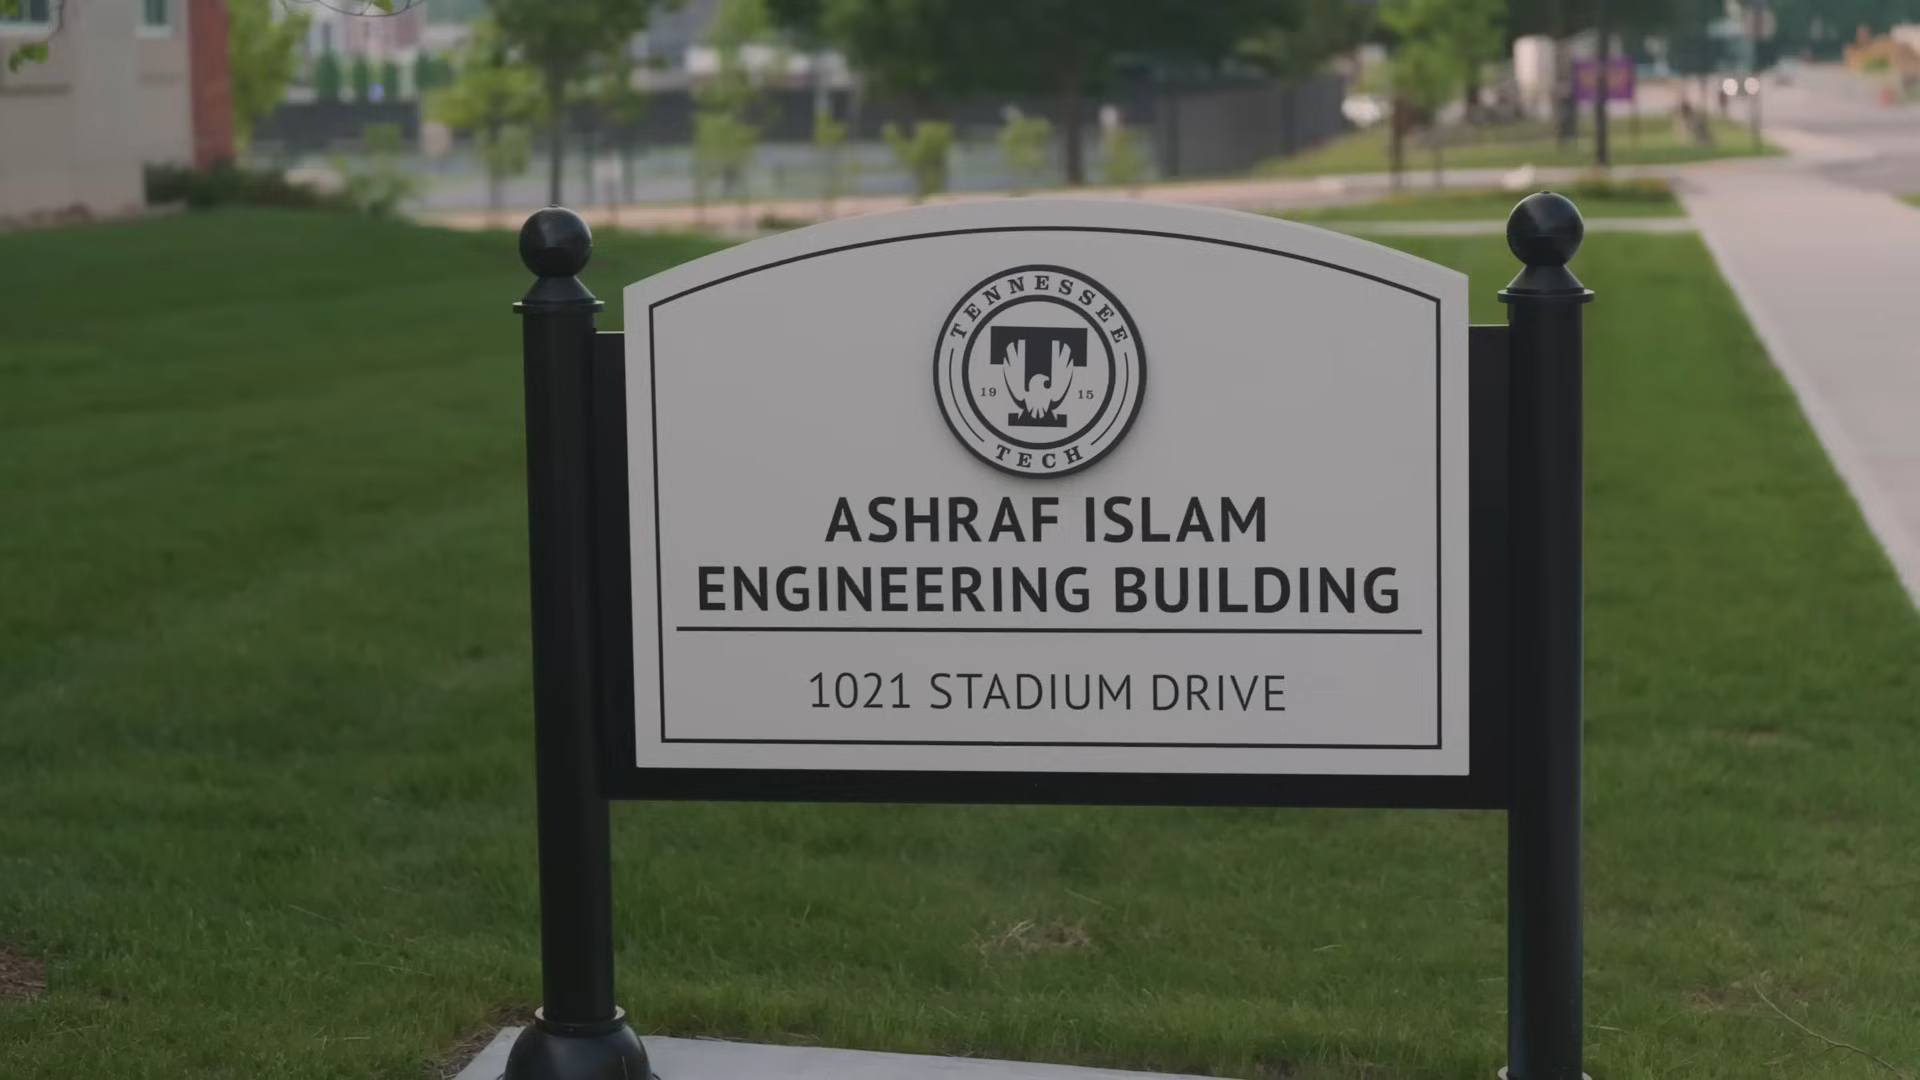 TENNESSEE
19 15
TECH
ASHRAF ISLAM
ENGINEERING BUILDING
1021 STADIUM DRIVE